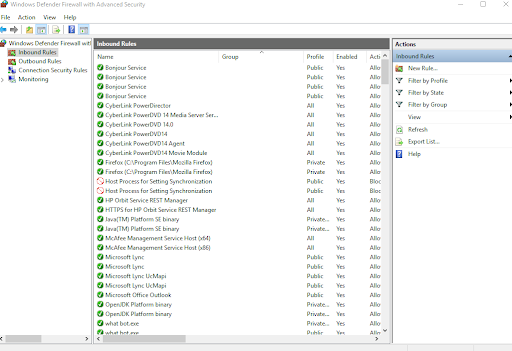 Windows Defender Firewall with Advanced Security
File Action View Help
Windows Defender Firewall with
Inbound Rules
Outbound Rules
Connection Security Rules
Monitoring
Inbound Rules
Name Group Profile Enabled Actio
Bonjour Service Public Yes Allo
Bonjour Service Private Yes Allo
Bonjour Service Public Yes Allo
Bonjour Service Private Yes Allo
CyberLink PowerDirector All Yes Allo
CyberLink PowerDVD 14 Media Server Ser... All Yes Allo
CyberLink PowerDVD 14.0 All Yes Allo
CyberLink PowerDVD14 All Yes Allo
CyberLink PowerDVD14 Agent All Yes Allo
CyberLink PowerDVD14 Movie Module All Yes Allo
Firefox (C:\Program Files\Mozilla Firefox) Private Yes Allo
Firefox (C:\Program Files\Mozilla Firefox) Private Yes Allo
Host Process for Setting Synchronization Public Yes Bloc
Host Process for Setting Synchronization Public Yes Bloc
HP Orbit Service REST Manager All Yes Allo
HTTPS for HP Orbit Service REST Manager All Yes Allo
Java(TM) Platform SE binary Private... Yes Allo
Java(TM) Platform SE binary Private... Yes Allo
McAfee Management Service Host (x64) All Yes Allo
McAfee Management Service Host (x86) All Yes Allo
Microsoft Lync Public Yes Allo
Microsoft Lync Public Yes Allo
Microsoft Lync UcMapi Public Yes Allo
Microsoft Lync UcMapi Public Yes Allo
Microsoft Office Outlook Public Yes Allo
OpenJDK Platform binary Private... Yes Allo
OpenJDK Platform binary Private... Yes Allo
what bot.exe Public Yes Allo
what bot.exe Public Yes Allo
Actions
Inbound Rules
New Rule...
Filter by Profile
Filter by State
Filter by Group
View
Refresh
Export List...
Help